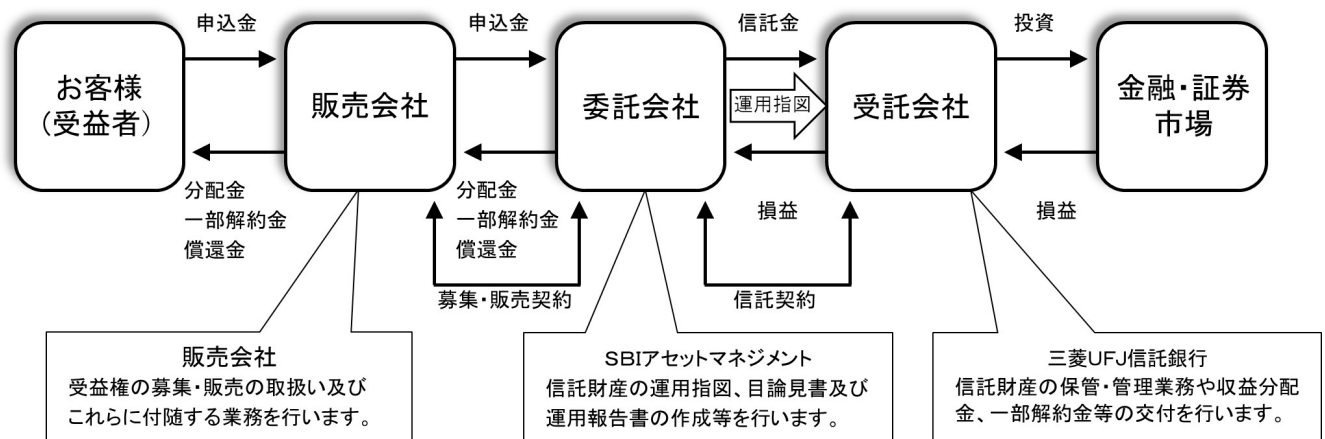 申込金
申込金
信託金
投資
お客様
(受益者)
販売会社
委託会社
運用指図
受託会社
金融・証券
市場
分配金
一部解約金
償還金
分配金
一部解約金
償還金
損益
損益
募集・販売契約
信託契約
販売会社
受益権の募集・販売の取扱い及び
これらに付随する業務を行います。
SBIアセットマネジメント
信託財産の運用指図、目論見書及び
運用報告書の作成等を行います。
三菱UFJ信託銀行
信託財産の保管・管理業務や収益分配
金、一部解約金等の交付を行います。